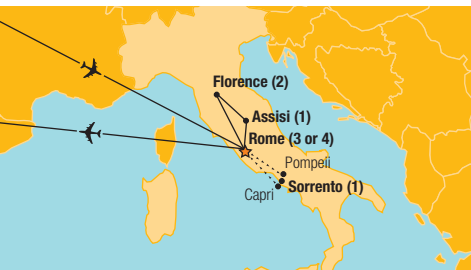 Florence (2)
Assisi (1)
Rome (3 or 4)
Pompeii
Sorrento (1)
Capri